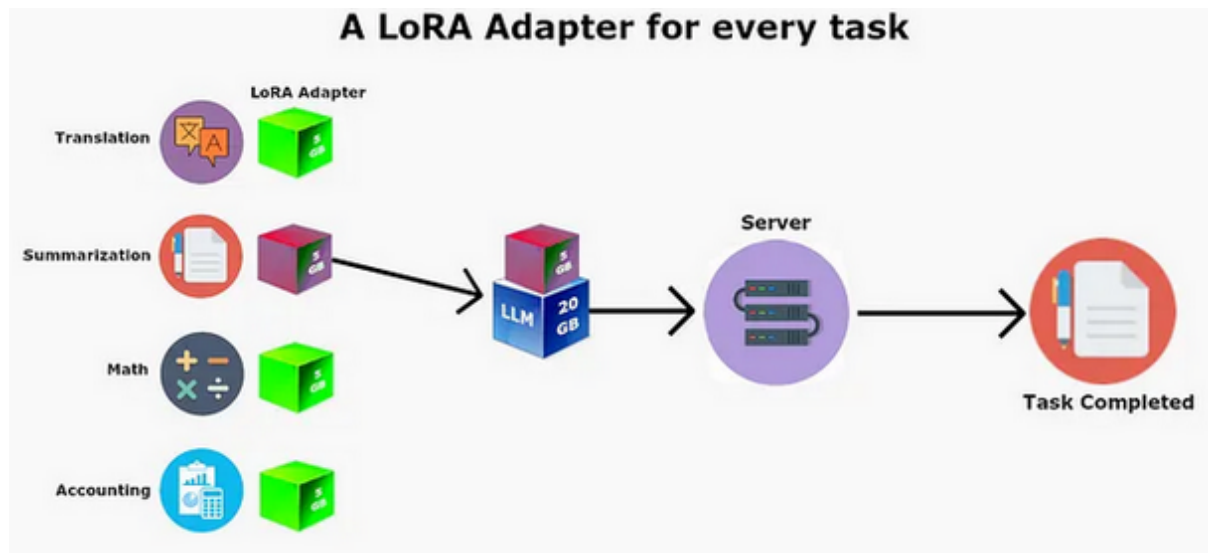 A LoRA Adapter for every task
LoRA Adapter
Translation
文 A
5
GB
Summarization
5
GB
Math
5
GB
Accounting
5
GB
5
GB
LLM
20
GB
Server
Task Completed